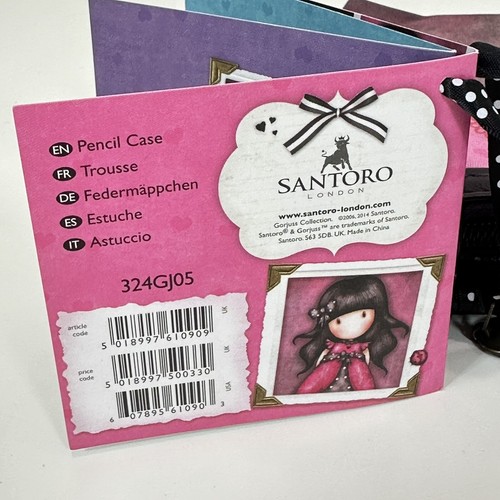 EN Pencil Case
FR Trousse
DE Federmäppchen
ES Estuche
IT Astuccio
324GJ05
SANTORO
LONDON
www.santoro-london.com
Gorjuss Collection. ©2006, 2014 Santoro.
Santoro® & Gorjuss™ are trademarks of Santoro.
Santoro. S63 5DB. UK. Made in China
article
code
5 018997 610909
UK
price
code
5 018997 500330
UK
6 07895 61090 3
USA